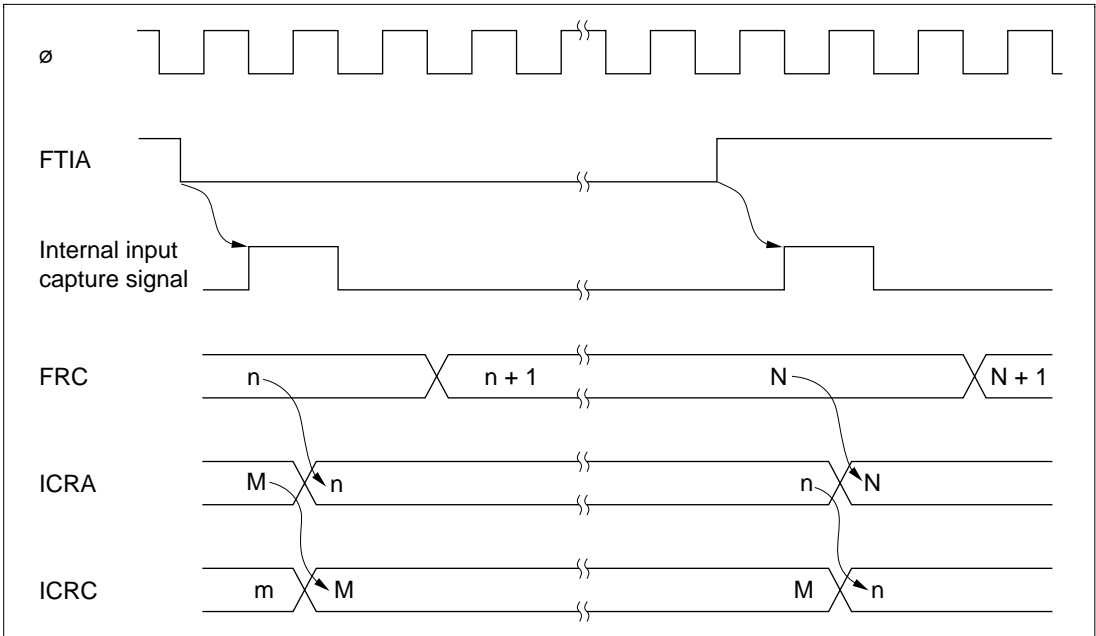 ø
FTIA
Internal input
capture signal
FRC n n + 1 N N + 1
ICRA M n n N
ICRC m M M n